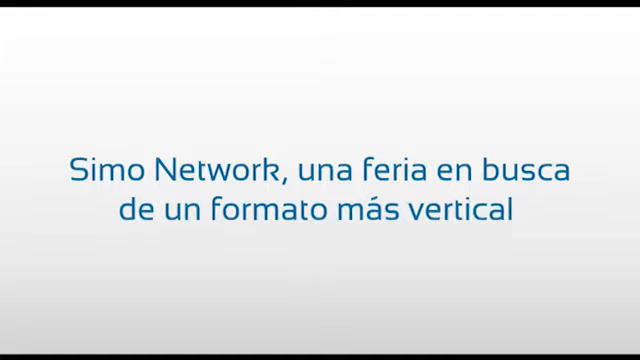 Simo Network, una feria en busca
de un formato más vertical